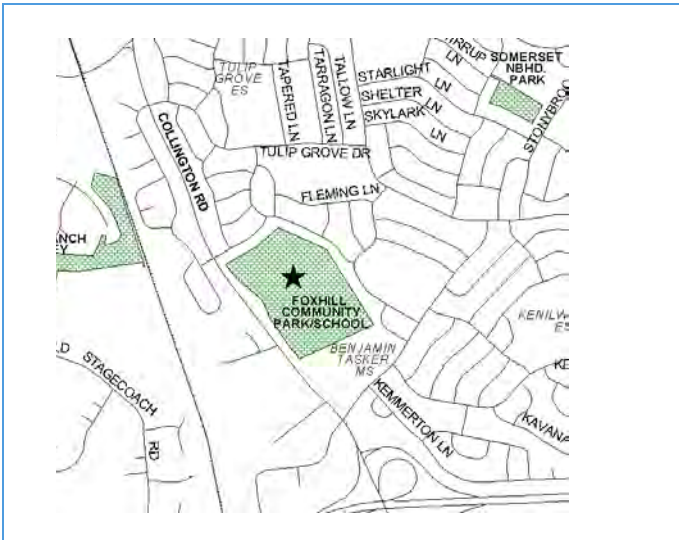 TULIP
GROVE
ES
TAPERED LN
TARRAGON LN
TALLOW LN
STARLIGHT
LN
SHELTER
LN
SKYLARK
LN
SOMERSET
NBHD.
PARK
COLLINGTON RD
TULIP GROVE DR
FLEMING LN
FOXHILL
COMMUNITY
PARK/SCHOOL
BENJAMIN
TASKER
MS
STAGECOACH
RD
KEMMERTON LN
ES